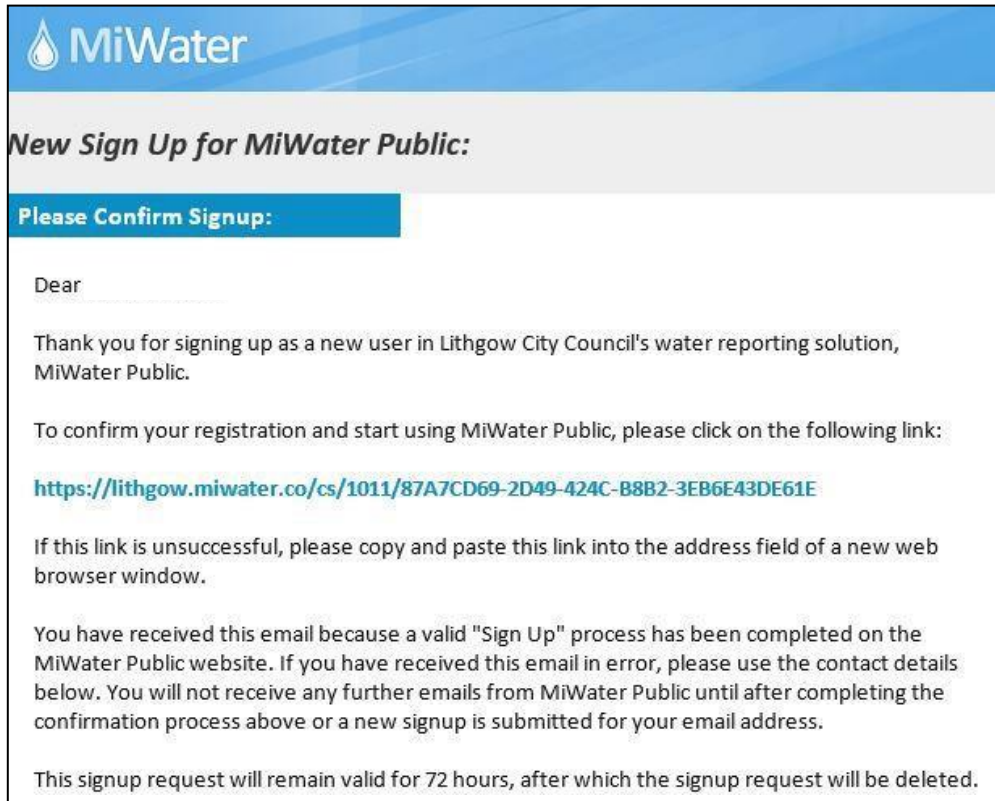 MiWater
New Sign Up for MiWater Public:
Please Confirm Signup:
Dear
Thank you for signing up as a new user in Lithgow City Council's water reporting solution,
MiWater Public.
To confirm your registration and start using MiWater Public, please click on the following link:
https://lithgow.miwater.co/cs/1011/87A7CD69-2D49-424C-B8B2-3EB6E43DE61E
If this link is unsuccessful, please copy and paste this link into the address field of a new web
browser window.
You have received this email because a valid "Sign Up" process has been completed on the
MiWater Public website. If you have received this email in error, please use the contact details
below. You will not receive any further emails from MiWater Public until after completing the
confirmation process above or a new signup is submitted for your email address.
This signup request will remain valid for 72 hours, after which the signup request will be deleted.